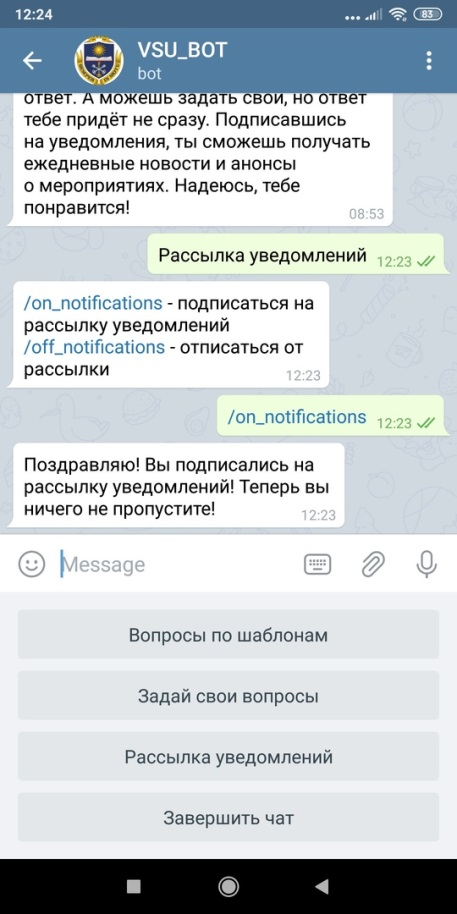 12:24
83
VSU_BOT
bot
ответ. А можешь задать свой, но ответ
тебе придёт не сразу. Подписавшись
на уведомления, ты сможешь получать
ежедневные новости и анонсы
о мероприятиях. Надеюсь, тебе
понравится!
08:53
Рассылка уведомлений 12:23
/on_notifications - подписаться на
рассылку уведомлений
/off_notifications - отписаться от
рассылки
12:23
/on_notifications 12:23
Поздравляю! Вы подписались на
рассылку уведомлений! Теперь вы
ничего не пропустите!
12:23
Message
Вопросы по шаблонам
Задай свои вопросы
Рассылка уведомлений
Завершить чат